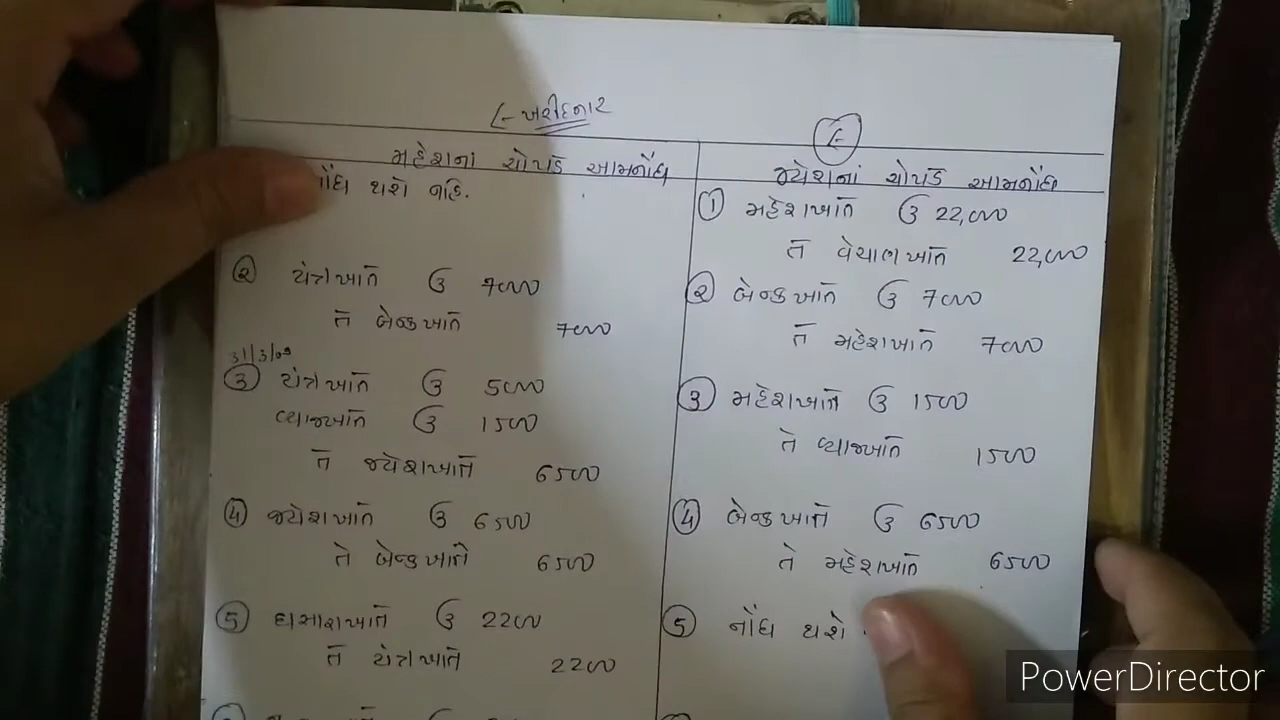 L- ખરીદનાર
L-
મહેશનાં ચોપડે આમનોંધ
નોંધ થશે નહિ.
૨ યંત્રખાતે ઉ 7000
તે બેન્કખાતે 7000
31/3/09
3 યંત્રખાતે ઉ 5000
વ્યાજખાતે ઉ 1500
તે જયેશખાતે 6500
4 જયેશખાતે ઉ 6500
તે બેન્કખાતે 6500
5 ઘસારાખાતે ઉ 2200
તે યંત્રખાતે 2200
જયેશનાં ચોપડે આમનોંધ
1 મહેશખાતે ઉ 22,000
તે વેચાણખાતે 22,000
૨ બેન્કખાતે ઉ 7000
તે મહેશખાતે 7000
3 મહેશખાતે ઉ 1500
તે વ્યાજખાતે 1500
4 બેન્કખાતે ઉ 6500
તે મહેશખાતે 6500
5 નોંધ થશે
PowerDirector